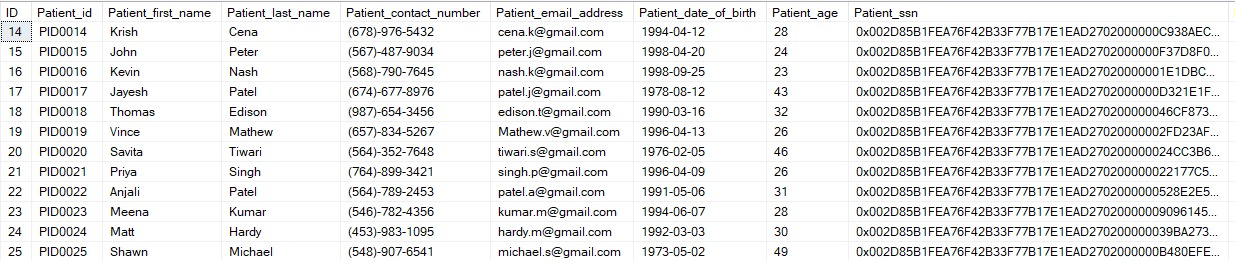 ID Patient_id Patient_first_name Patient_last_name Patient_contact_number Patient_email_address Patient_date_of_birth Patient_age Patient_ssn
14 PID0014 Krish Cena (678)-976-5432 cena.k@gmail.com 1994-04-12 28 0x002D85B1FEA76F42B33F77B17E1EAD2702000000C938AEC...
15 PID0015 John Peter (567)-487-9034 peter.j@gmail.com 1998-04-20 24 0x002D85B1FEA76F42B33F77B17E1EAD2702000000F37D8F0...
16 PID0016 Kevin Nash (568)-790-7645 nash.k@gmail.com 1998-09-25 23 0x002D85B1FEA76F42B33F77B17E1EAD27020000001E1DBC...
17 PID0017 Jayesh Patel (674)-677-8976 patel.j@gmail.com 1978-08-12 43 0x002D85B1FEA76F42B33F77B17E1EAD2702000000D321E1F...
18 PID0018 Thomas Edison (987)-654-3456 edison.t@gmail.com 1990-03-16 32 0x002D85B1FEA76F42B33F77B17E1EAD270200000046CF873...
19 PID0019 Vince Mathew (657)-834-5267 Mathew.v@gmail.com 1996-04-13 26 0x002D85B1FEA76F42B33F77B17E1EAD27020000002FD23AF...
20 PID0020 Savita Tiwari (564)-352-7648 tiwari.s@gmail.com 1976-02-05 46 0x002D85B1FEA76F42B33F77B17E1EAD270200000024CC3B6...
21 PID0021 Priya Singh (764)-899-3421 singh.p@gmail.com 1996-04-09 26 0x002D85B1FEA76F42B33F77B17E1EAD270200000022177C5...
22 PID0022 Anjali Patel (564)-789-2453 patel.a@gmail.com 1991-05-06 31 0x002D85B1FEA76F42B33F77B17E1EAD2702000000528E2E5...
23 PID0023 Meena Kumar (546)-782-4356 kumar.m@gmail.com 1994-06-07 28 0x002D85B1FEA76F42B33F77B17E1EAD27020000009096145...
24 PID0024 Matt Hardy (453)-983-1095 hardy.m@gmail.com 1992-03-03 30 0x002D85B1FEA76F42B33F77B17E1EAD270200000039BA273...
25 PID0025 Shawn Michael (548)-907-6541 michael.s@gmail.com 1973-05-02 49 0x002D85B1FEA76F42B33F77B17E1EAD2702000000B480EFE...